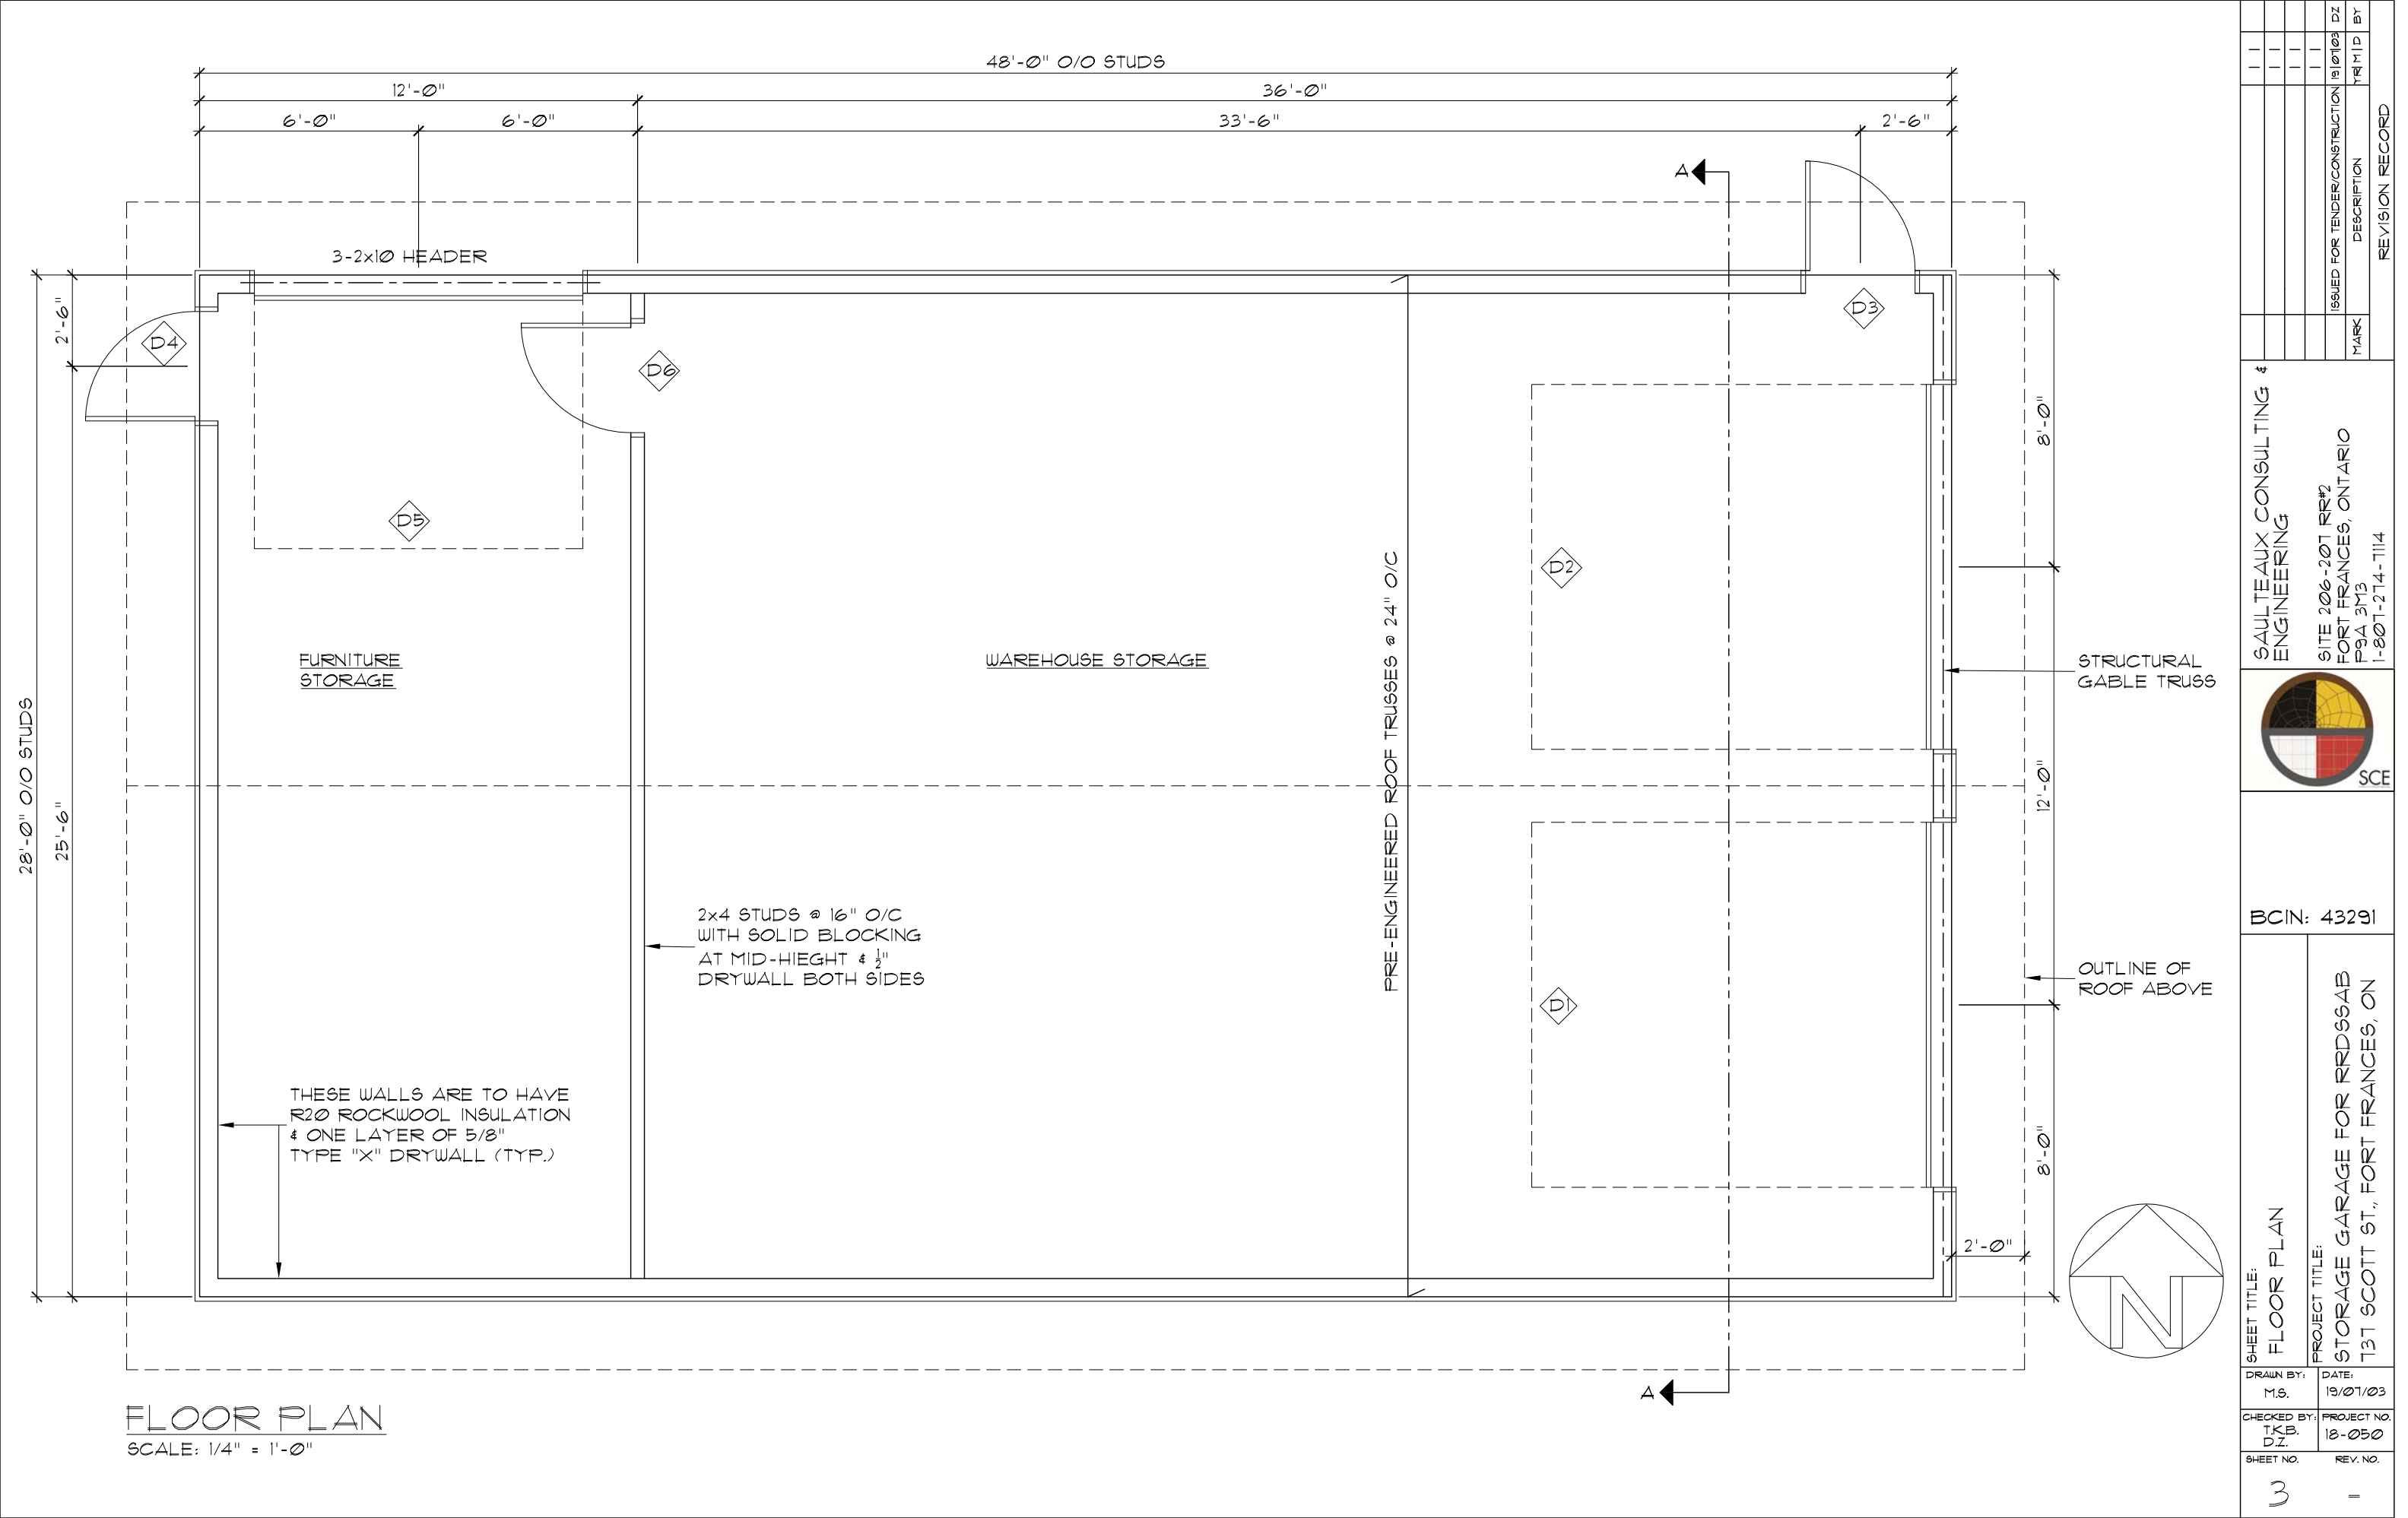 48'-0" O/O STUDS
12'-0"
36'-0"
6'-0"
6'-0"
33'-6"
2'-6"
A
3-2x10 HEADER
2'-6"
D4
D6
D3
D5
D2
8'-0"
28'-0" O/O STUDS
25'-6"
FURNITURE
STORAGE
WAREHOUSE STORAGE
PRE-ENGINEERED ROOF TRUSSES @ 24" O/C
STRUCTURAL
GABLE TRUSS
12'-0"
2x4 STUDS @ 16" O/C
WITH SOLID BLOCKING
AT MID-HIEGHT & ½"
DRYWALL BOTH SIDES
D1
OUTLINE OF
ROOF ABOVE
THESE WALLS ARE TO HAVE
R20 ROCKWOOL INSULATION
& ONE LAYER OF 5/8"
TYPE "X" DRYWALL (TYP.)
8'-0"
2'-0"
N
A
FLOOR PLAN
SCALE: 1/4" = 1'-0"
ISSUED FOR TENDER/CONSTRUCTION 19|07|03 DZ
MARK DESCRIPTION YR|M|D BY
REVISION RECORD
SAULTEAUX CONSULTING &
ENGINEERING
SITE 206-207 RR#2
FORT FRANCES, ONTARIO
P9A 3M3
1-807-274-7114
SCE
BCIN: 43291
SHEET TITLE:
FLOOR PLAN
PROJECT TITLE:
STORAGE GARAGE FOR RRDSSAB
737 SCOTT ST., FORT FRANCES, ON
DRAWN BY: DATE:
M.S. 19/07/03
CHECKED BY: PROJECT NO.
T.K.B. 18-050
D.Z.
SHEET NO. REV. NO.
3 -